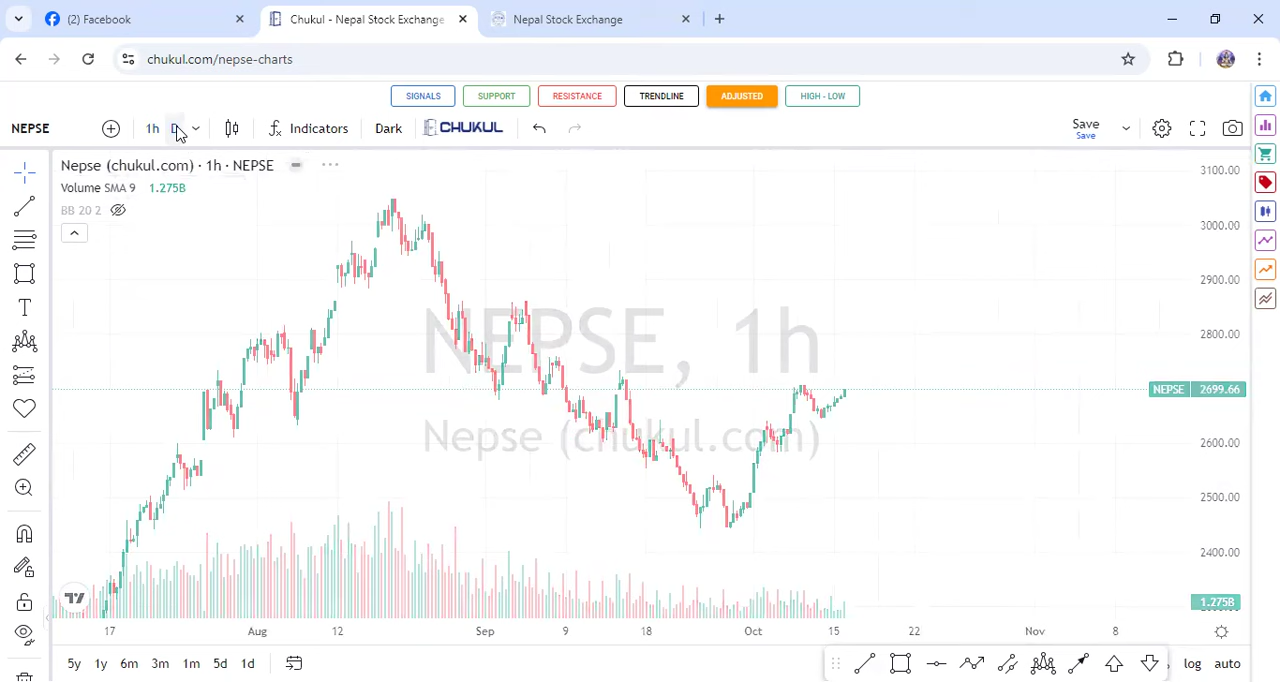 (2) Facebook
Chukul - Nepal Stock Exchange
Nepal Stock Exchange
chukul.com/nepse-charts
SIGNALS
SUPPORT
RESISTANCE
TRENDLINE
ADJUSTED
HIGH - LOW
NEPSE
1h
Indicators
Dark
CHUKUL
Save
Save
Nepse (chukul.com) · 1h · NEPSE
Volume SMA 9 1.275B
BB 20 2
NEPSE, 1h
Nepse (chukul.com)
3100.00
3000.00
2900.00
2800.00
NEPSE 2699.66
2600.00
2500.00
2400.00
1.275B
17 Aug 12 Sep 9 18 Oct 15 22 Nov 8
5y 1y 6m 3m 1m 5d 1d
log auto